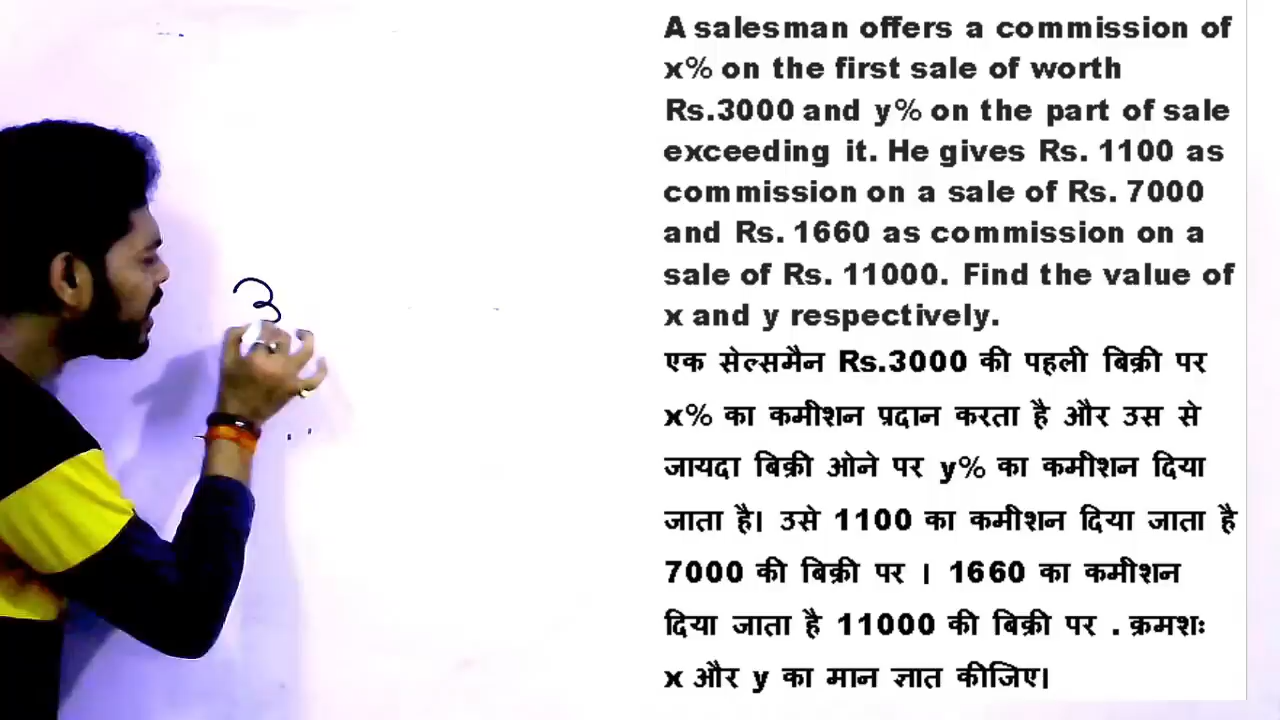 3
A salesman offers a commission of
x% on the first sale of worth
Rs.3000 and y% on the part of sale
exceeding it. He gives Rs. 1100 as
commission on a sale of Rs. 7000
and Rs. 1660 as commission on a
sale of Rs. 11000. Find the value of
x and y respectively.
एक सेल्समैन Rs.3000 की पहली बिक्री पर
x% का कमीशन प्रदान करता है और उस से
जायदा बिक्री ओने पर y% का कमीशन दिया
जाता है। उसे 1100 का कमीशन दिया जाता है
7000 की बिक्री पर । 1660 का कमीशन
दिया जाता है 11000 की बिक्री पर . क्रमशः
x और y का मान ज्ञात कीजिए।